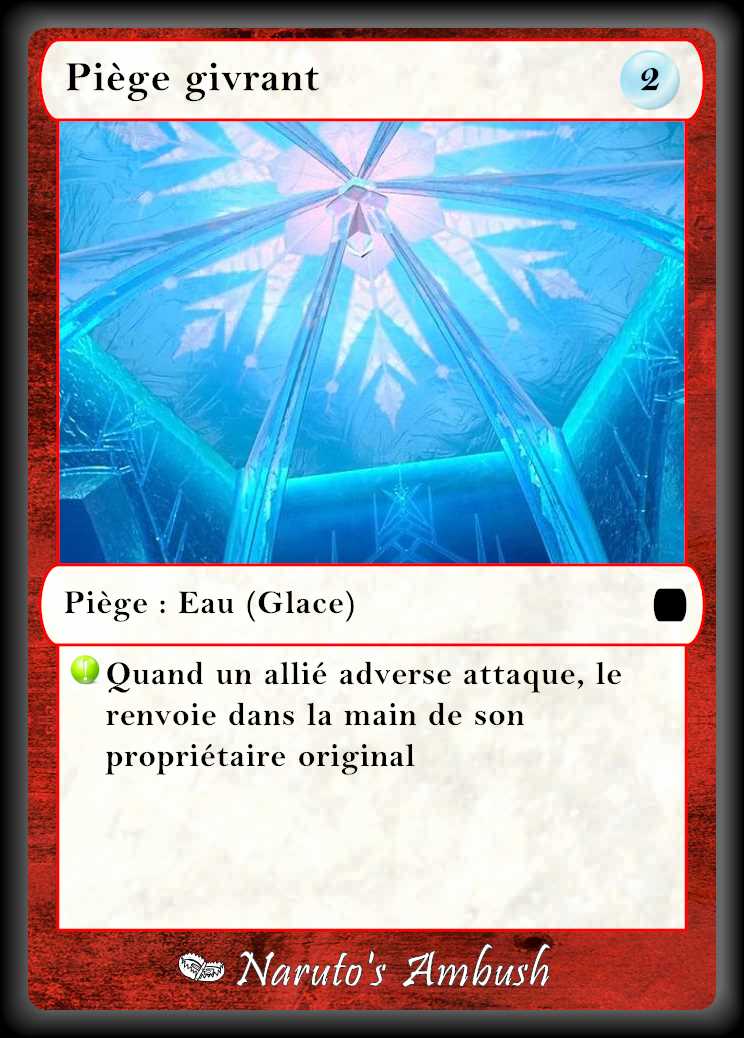 Piège givrant
2
Piège : Eau (Glace)
! Quand un allié adverse attaque, le
renvoie dans la main de son
propriétaire original
Naruto's Ambush